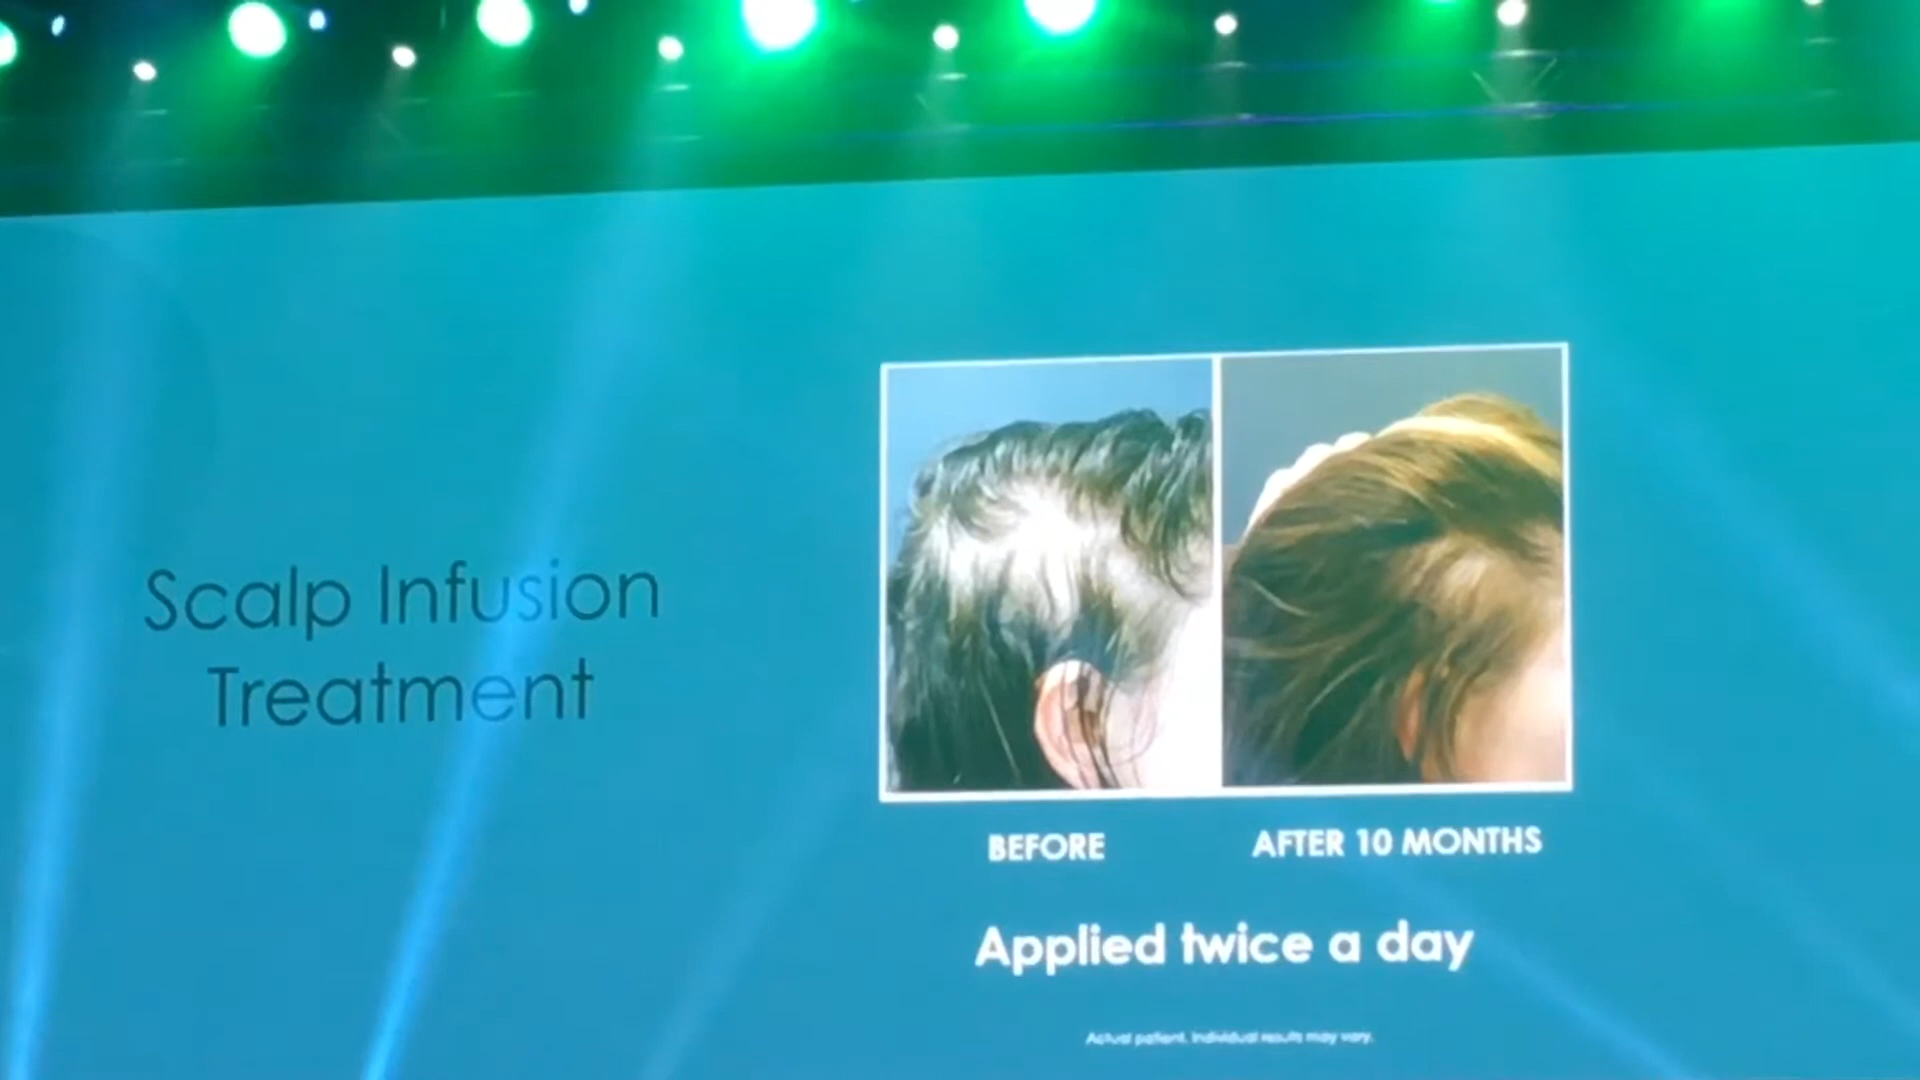 Scalp Infusion
Treatment
BEFORE
AFTER 10 MONTHS
Applied twice a day
Actual patient. Individual results may vary.